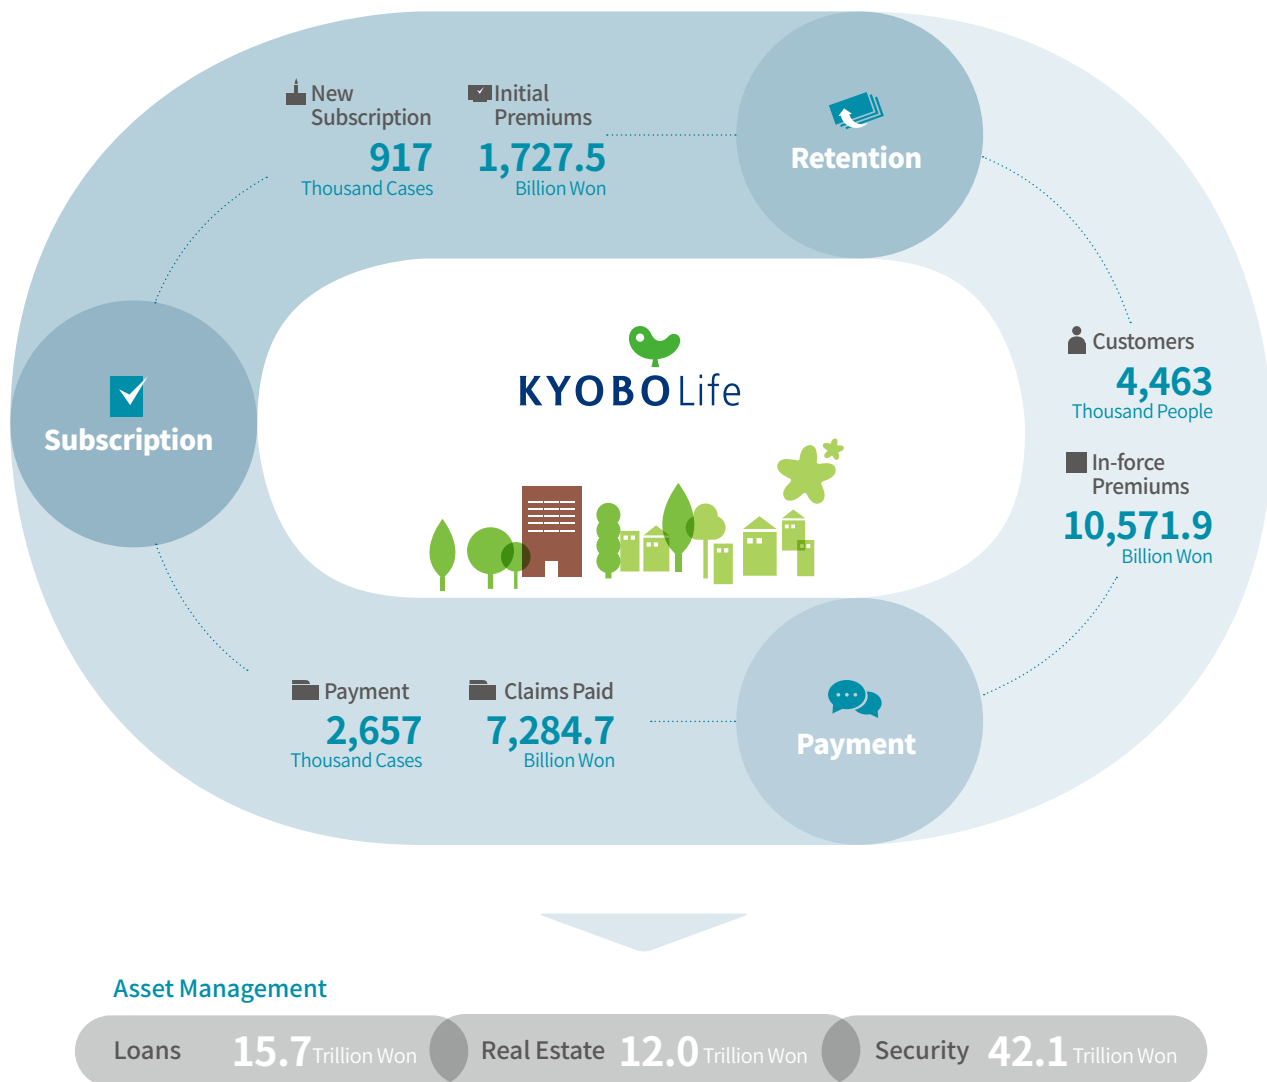 New
Subscription
917
Thousand Cases
Initial
Premiums
1,727.5
Billion Won
Retention
Customers
4,463
Thousand People
In-force
Premiums
10,571.9
Billion Won
Subscription
KYOBO Life
Payment
2,657
Thousand Cases
Claims Paid
7,284.7
Billion Won
Payment
Asset Management
Loans 15.7 Trillion Won
Real Estate 12.0 Trillion Won
Security 42.1 Trillion Won